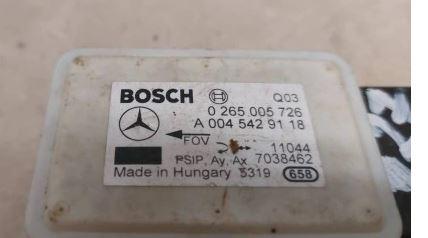 BOSCH Q03
0 265 005 726
A 004 542 91 18
FOV
11044
PSIP, Ay, Ax 7038462
Made in Hungary 5319 658